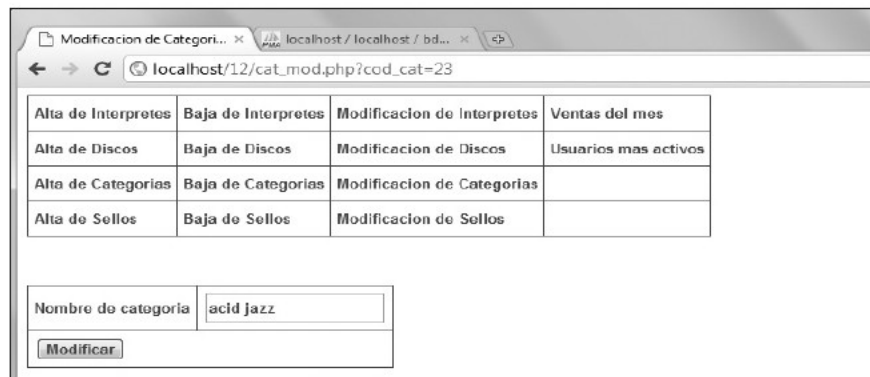 Modificacion de Categori... × localhost / localhost / bd... ×
localhost/12/cat_mod.php?cod_cat=23
Alta de Interpretes Baja de Interpretes Modificacion de Interpretes Ventas del mes
Alta de Discos Baja de Discos Modificacion de Discos Usuarios mas activos
Alta de Categorias Baja de Categorias Modificacion de Categorias
Alta de Sellos Baja de Sellos Modificacion de Sellos
Nombre de categoria acid jazz
Modificar